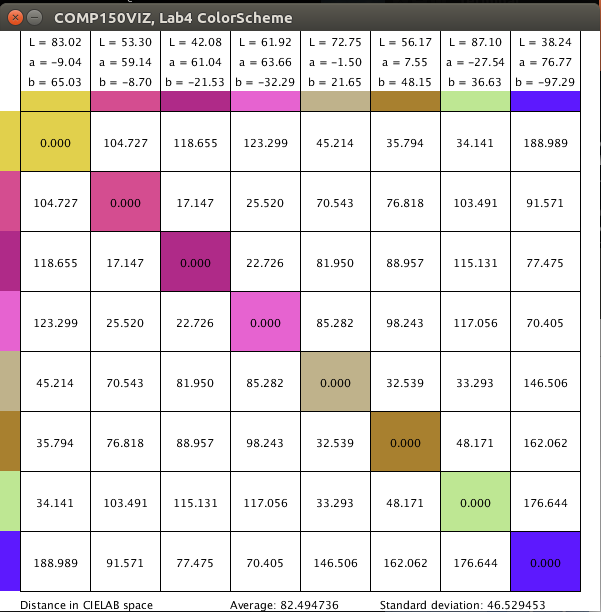 COMP150VIZ, Lab4 ColorScheme
L = 83.02 L = 53.30 L = 42.08 L = 61.92 L = 72.75 L = 56.17 L = 87.10 L = 38.24
a = −9.04 a = 59.14 a = 61.04 a = 63.66 a = −1.50 a = 7.55 a = −27.54 a = 76.77
b = 65.03 b = −8.70 b = −21.53 b = −32.29 b = 21.65 b = 48.15 b = 36.63 b = −97.29
0.000 104.727 118.655 123.299 45.214 35.794 34.141 188.989
104.727 0.000 17.147 25.520 70.543 76.818 103.491 91.571
118.655 17.147 0.000 22.726 81.950 88.957 115.131 77.475
123.299 25.520 22.726 0.000 85.282 98.243 117.056 70.405
45.214 70.543 81.950 85.282 0.000 32.539 33.293 146.506
35.794 76.818 88.957 98.243 32.539 0.000 48.171 162.062
34.141 103.491 115.131 117.056 33.293 48.171 0.000 176.644
188.989 91.571 77.475 70.405 146.506 162.062 176.644 0.000
Distance in CIELAB space Average: 82.494736 Standard deviation: 46.529453